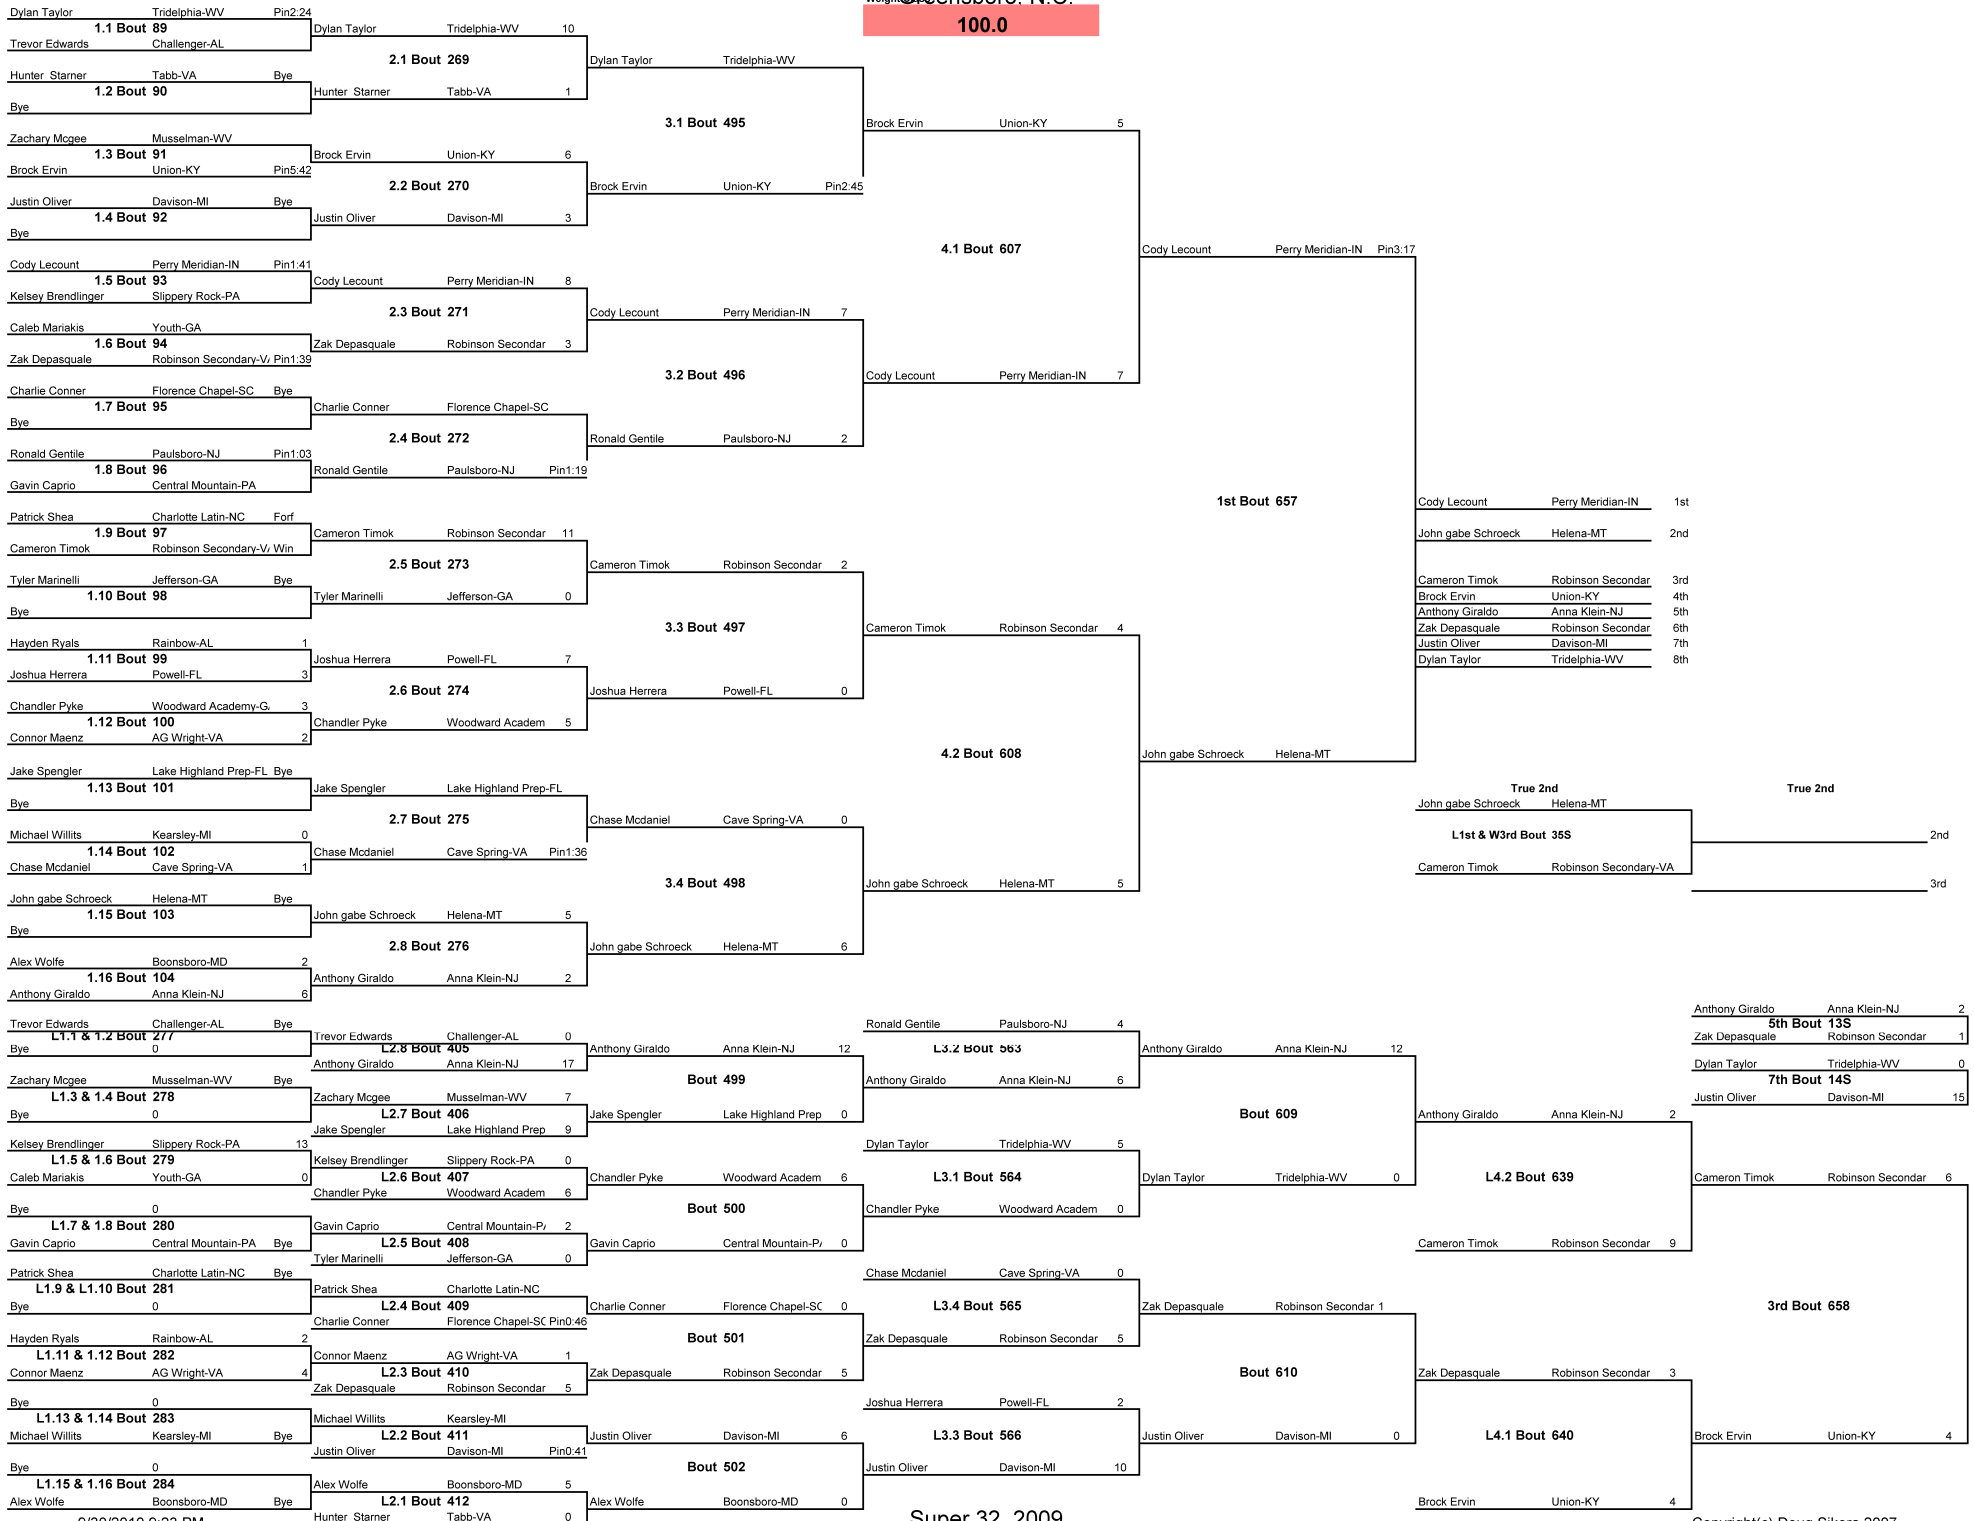 100.0
Dylan Taylor Tridelphia-WV Pin2:24
1.1 Bout 89
Trevor Edwards Challenger-AL
Hunter Starner Tabb-VA Bye
1.2 Bout 90
Bye
Zachary Mcgee Musselman-WV
1.3 Bout 91
Brock Ervin Union-KY Pin5:42
Justin Oliver Davison-MI Bye
1.4 Bout 92
Bye
Cody Lecount Perry Meridian-IN Pin1:41
1.5 Bout 93
Kelsey Brendlinger Slippery Rock-PA
Caleb Mariakis Youth-GA
1.6 Bout 94
Zak Depasquale Robinson Secondary-V Pin1:39
Charlie Conner Florence Chapel-SC Bye
1.7 Bout 95
Bye
Ronald Gentile Paulsboro-NJ Pin1:03
1.8 Bout 96
Gavin Caprio Central Mountain-PA
Patrick Shea Charlotte Latin-NC Forf
1.9 Bout 97
Cameron Timok Robinson Secondary-V Win
Tyler Marinelli Jefferson-GA Bye
1.10 Bout 98
Bye
Hayden Ryals Rainbow-AL 1
1.11 Bout 99
Joshua Herrera Powell-FL 3
Chandler Pyke Woodward Academy-G 3
1.12 Bout 100
Connor Maenz AG Wright-VA 2
Jake Spengler Lake Highland Prep-FL Bye
1.13 Bout 101
Bye
Michael Willits Kearsley-MI 0
1.14 Bout 102
Chase Mcdaniel Cave Spring-VA 1
John gabe Schroeck Helena-MT Bye
1.15 Bout 103
Bye
Alex Wolfe Boonsboro-MD 2
1.16 Bout 104
Anthony Giraldo Anna Klein-NJ 6
Dylan Taylor Tridelphia-WV 10
2.1 Bout 269
Hunter Starner Tabb-VA 1
Brock Ervin Union-KY 6
2.2 Bout 270
Justin Oliver Davison-MI 3
Cody Lecount Perry Meridian-IN 8
2.3 Bout 271
Zak Depasquale Robinson Secondar 3
Charlie Conner Florence Chapel-SC
2.4 Bout 272
Ronald Gentile Paulsboro-NJ Pin1:19
Cameron Timok Robinson Secondar 11
2.5 Bout 273
Tyler Marinelli Jefferson-GA 0
Joshua Herrera Powell-FL 7
2.6 Bout 274
Chandler Pyke Woodward Academ 5
Jake Spengler Lake Highland Prep-FL
2.7 Bout 275
Chase Mcdaniel Cave Spring-VA Pin1:36
John gabe Schroeck Helena-MT 5
2.8 Bout 276
Anthony Giraldo Anna Klein-NJ 2
Dylan Taylor Tridelphia-WV
3.1 Bout 495
Brock Ervin Union-KY Pin2:45
Cody Lecount Perry Meridian-IN 7
3.2 Bout 496
Ronald Gentile Paulsboro-NJ 2
Cameron Timok Robinson Secondar 2
3.3 Bout 497
Joshua Herrera Powell-FL 0
Chase Mcdaniel Cave Spring-VA 0
3.4 Bout 498
John gabe Schroeck Helena-MT 6
Brock Ervin Union-KY 5
4.1 Bout 607
Cody Lecount Perry Meridian-IN 7
Cameron Timok Robinson Secondar 4
4.2 Bout 608
John gabe Schroeck Helena-MT 5
Cody Lecount Perry Meridian-IN Pin3:17
1st Bout 657
John gabe Schroeck Helena-MT
Cody Lecount Perry Meridian-IN 1st
John gabe Schroeck Helena-MT 2nd
Cameron Timok Robinson Secondar 3rd
Brock Ervin Union-KY 4th
Anthony Giraldo Anna Klein-NJ 5th
Zak Depasquale Robinson Secondar 6th
Justin Oliver Davison-MI 7th
Dylan Taylor Tridelphia-WV 8th
True 2nd True 2nd
John gabe Schroeck Helena-MT
L1st & W3rd Bout 35S 2nd
Cameron Timok Robinson Secondary-VA
3rd
Trevor Edwards Challenger-AL Bye
L1.1 & 1.2 Bout 277
Bye 0
Zachary Mcgee Musselman-WV Bye
L1.3 & 1.4 Bout 278
Bye 0
Kelsey Brendlinger Slippery Rock-PA 13
L1.5 & 1.6 Bout 279
Caleb Mariakis Youth-GA 0
Bye 0
L1.7 & 1.8 Bout 280
Gavin Caprio Central Mountain-PA Bye
Patrick Shea Charlotte Latin-NC Bye
L1.9 & L1.10 Bout 281
Bye 0
Hayden Ryals Rainbow-AL 2
L1.11 & 1.12 Bout 282
Connor Maenz AG Wright-VA 4
Bye 0
L1.13 & 1.14 Bout 283
Michael Willits Kearsley-MI Bye
Bye 0
L1.15 & 1.16 Bout 284
Alex Wolfe Boonsboro-MD Bye
Trevor Edwards Challenger-AL 0
L2.8 Bout 405
Anthony Giraldo Anna Klein-NJ 17
Zachary Mcgee Musselman-WV 7
L2.7 Bout 406
Jake Spengler Lake Highland Prep 9
Kelsey Brendlinger Slippery Rock-PA 0
L2.6 Bout 407
Chandler Pyke Woodward Academ 6
Gavin Caprio Central Mountain-P 2
L2.5 Bout 408
Tyler Marinelli Jefferson-GA 0
Patrick Shea Charlotte Latin-NC
L2.4 Bout 409
Charlie Conner Florence Chapel-SC Pin0:46
Connor Maenz AG Wright-VA 1
L2.3 Bout 410
Zak Depasquale Robinson Secondar 5
Michael Willits Kearsley-MI
L2.2 Bout 411
Justin Oliver Davison-MI Pin0:41
Alex Wolfe Boonsboro-MD 5
L2.1 Bout 412
Hunter Starner Tabb-VA 0
Anthony Giraldo Anna Klein-NJ 12
Bout 499
Jake Spengler Lake Highland Prep 0
Chandler Pyke Woodward Academ 6
Bout 500
Gavin Caprio Central Mountain-P 0
Charlie Conner Florence Chapel-SC 0
Bout 501
Zak Depasquale Robinson Secondar 5
Justin Oliver Davison-MI 6
Bout 502
Alex Wolfe Boonsboro-MD 0
Ronald Gentile Paulsboro-NJ 4
L3.2 Bout 563
Anthony Giraldo Anna Klein-NJ 6
Dylan Taylor Tridelphia-WV 5
L3.1 Bout 564
Chandler Pyke Woodward Academ 0
Chase Mcdaniel Cave Spring-VA 0
L3.4 Bout 565
Zak Depasquale Robinson Secondar 5
Joshua Herrera Powell-FL 2
L3.3 Bout 566
Justin Oliver Davison-MI 10
Anthony Giraldo Anna Klein-NJ 12
Bout 609
Dylan Taylor Tridelphia-WV 0
Zak Depasquale Robinson Secondar 1
Bout 610
Justin Oliver Davison-MI 0
Anthony Giraldo Anna Klein-NJ 2
L4.2 Bout 639
Cameron Timok Robinson Secondar 9
Zak Depasquale Robinson Secondar 3
L4.1 Bout 640
Brock Ervin Union-KY 4
Anthony Giraldo Anna Klein-NJ 2
5th Bout 13S
Zak Depasquale Robinson Secondar 1
Dylan Taylor Tridelphia-WV 0
7th Bout 14S
Justin Oliver Davison-MI 15
Cameron Timok Robinson Secondar 6
3rd Bout 658
Brock Ervin Union-KY 4
Super 32, 2009